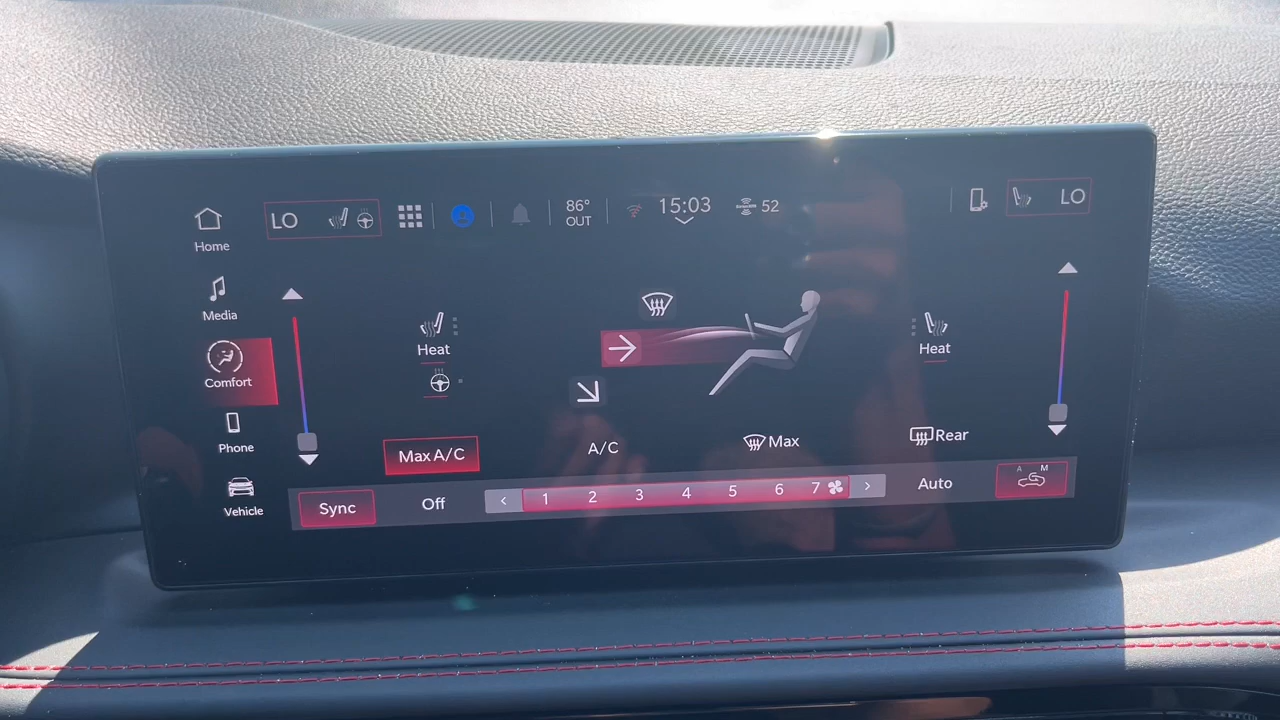 LO
86°
OUT
15:03
52
LO
Home
Media
Comfort
Phone
Vehicle
Heat
Heat
Max A/C
A/C
Max
Rear
Sync
Off
< 1 2 3 4 5 6 7 >
Auto
A M